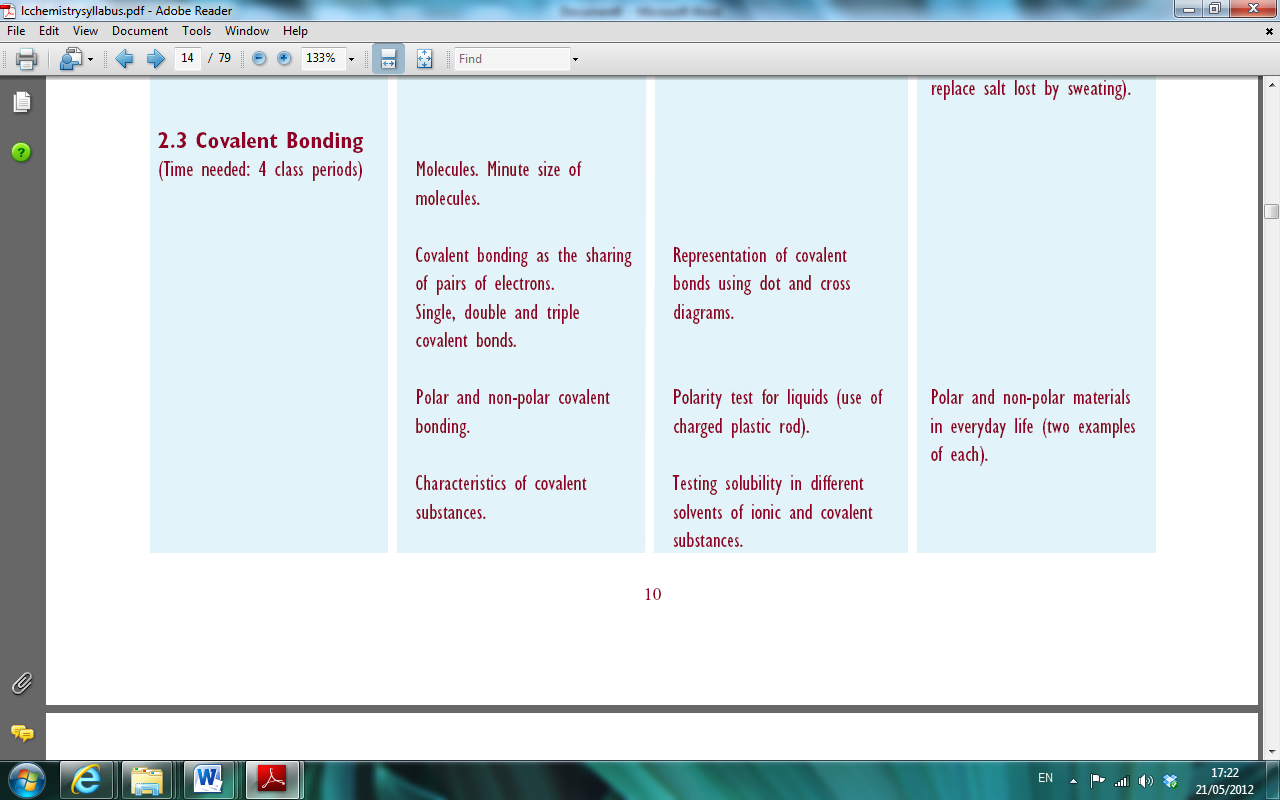 lcchemistrysyllabus.pdf - Adobe Reader
File Edit View Document Tools Window Help
14 / 79 133% Find
replace salt lost by sweating).
2.3 Covalent Bonding
(Time needed: 4 class periods)
Molecules. Minute size of
molecules.
Covalent bonding as the sharing
of pairs of electrons.
Single, double and triple
covalent bonds.
Representation of covalent
bonds using dot and cross
diagrams.
Polar and non-polar covalent
bonding.
Polarity test for liquids (use of
charged plastic rod).
Polar and non-polar materials
in everyday life (two examples
of each).
Characteristics of covalent
substances.
Testing solubility in different
solvents of ionic and covalent
substances.
10
EN
17:22
21/05/2012